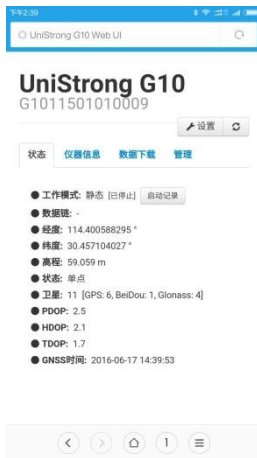 下午2:39
UniStrong G10 Web UI
UniStrong G10
G1011501010009
设置
状态 仪器信息 数据下载 管理
工作模式: 静态 [已停止] 启动记录
数据链: -
经度: 114.400588295 °
纬度: 30.457104027 °
高程: 59.059 m
状态: 单点
卫星: 11 [GPS: 6, BeiDou: 1, Glonass: 4]
PDOP: 2.5
HDOP: 2.1
TDOP: 1.7
GNSS时间: 2016-06-17 14:39:53
1